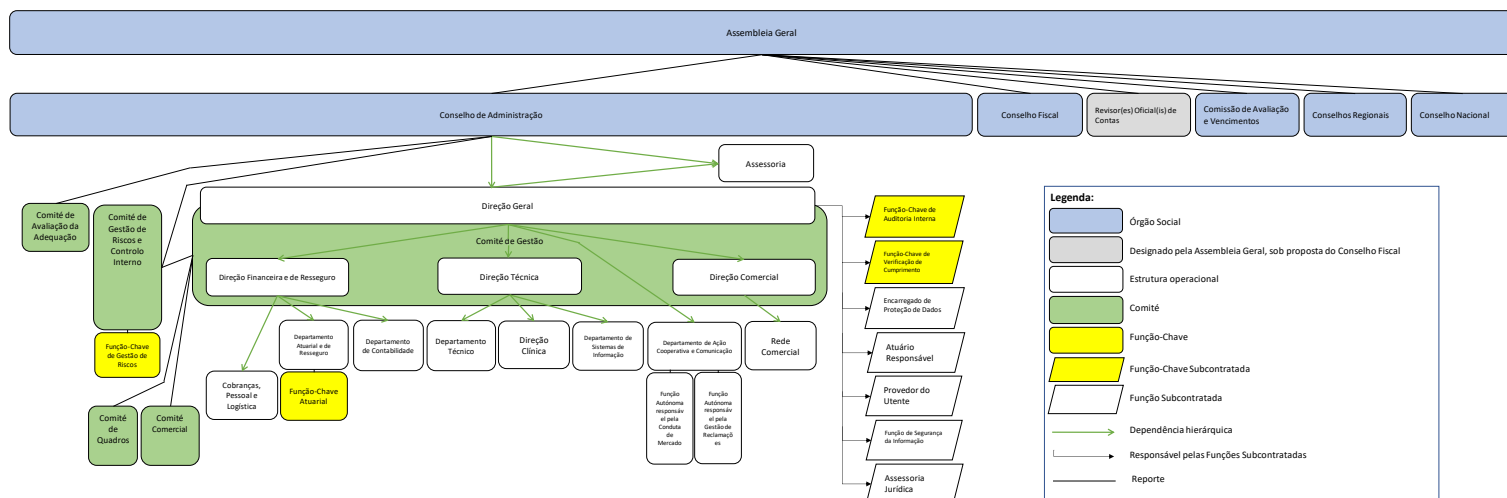 Assembleia Geral
Conselho de Administração
Conselho Fiscal
Revisor(es) Oficial(is) de
Contas
Comissão de Avaliação
e Vencimentos
Conselhos Regionais
Conselho Nacional
Assessoria
Direção Geral
Comité de
Avaliação da
Adequação
Comité de
Gestão de
Riscos e
Controlo
Interno
Comité de Gestão
Direção Financeira e de Resseguro
Direção Técnica
Direção Comercial
Função-Chave
de Gestão de
Riscos
Departamento
Atuarial e de
Resseguro
Departamento
de Contabilidade
Departamento
Técnico
Direção
Clínica
Departamento de
Sistemas de
Informação
Departamento de Ação
Cooperativa e Comunicação
Rede
Comercial
Cobranças,
Pessoal e
Logística
Função-Chave
Atuarial
Função
Autónoma
responsáv
el pela
Conduta
de
Mercado
Função
Autónoma
responsáv
el pela
Gestão de
Reclamaçõ
es
Comité
de
Quadros
Comité
Comercial
Função-Chave de
Auditoria Interna
Função-Chave de
Verificação de
Cumprimento
Encarregado de
Proteção de Dados
Atuário
Responsável
Provedor do
Utente
Função de Segurança
da Informação
Assessoria
Jurídica
Legenda:
Órgão Social
Designado pela Assembleia Geral, sob proposta do Conselho Fiscal
Estrutura operacional
Comité
Função-Chave
Função-Chave Subcontratada
Função Subcontratada
Dependência hierárquica
Responsável pelas Funções Subcontratadas
Reporte